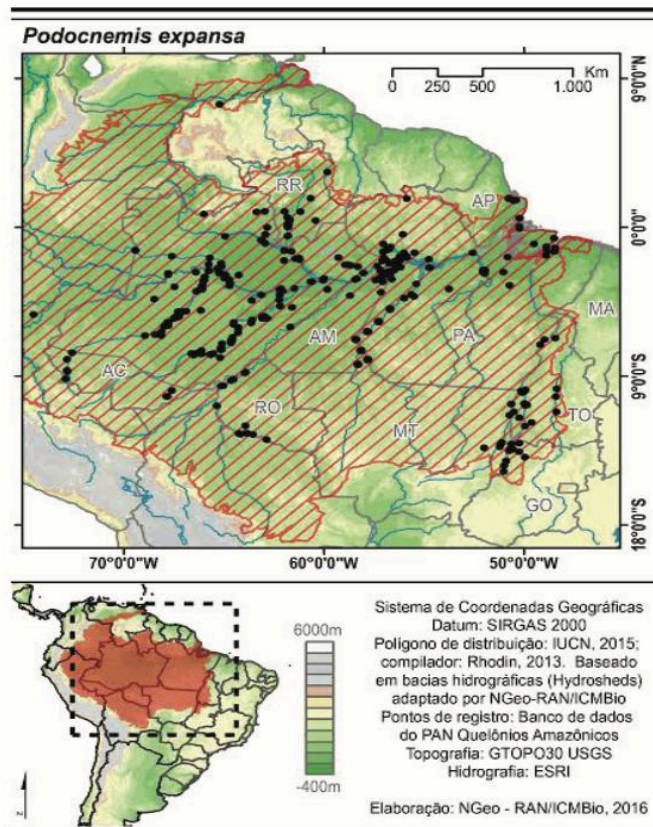 Podocnemis expansa
0 250 500 1.000
Km
9°0'0"N
RR
AP
0°0'0"
AM
PA
MA
AC
RO
MT
TO
9°0'0"S
GO
18°0'0"S
70°0'0"W 60°0'0"W 50°0'0"W
6000m
-400m
Sistema de Coordenadas Geográficas
Datum: SIRGAS 2000
Polígono de distribuição: IUCN, 2015;
compilador: Rhodin, 2013. Baseado
em bacias hidrográficas (Hydrosheds)
adaptado por NGeo-RAN/ICMBio
Pontos de registro: Banco de dados
do PAN Quelônios Amazônicos
Topografia: GTOPO30 USGS
Hidrografia: ESRI
Elaboração: NGeo - RAN/ICMBio, 2016